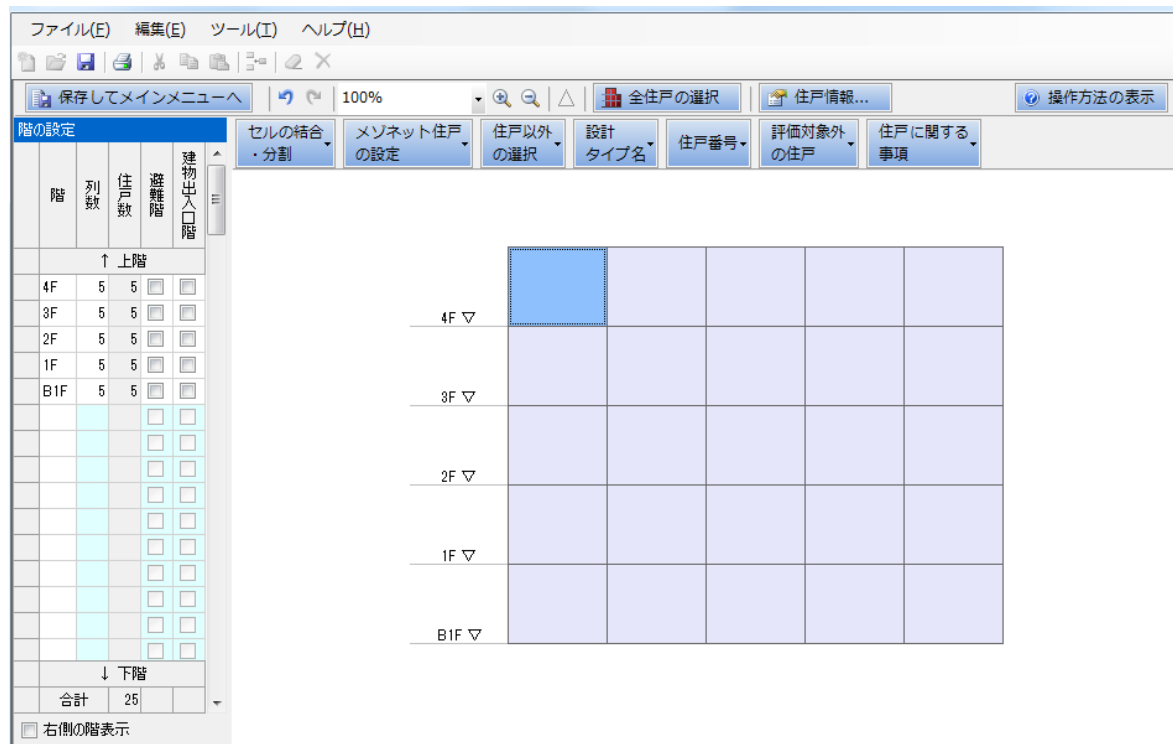 ファイル(F) 編集(E) ツール(T) ヘルプ(H)
保存してメインメニューへ 100% 全住戸の選択 住戸情報... 操作方法の表示
階の設定
セルの結合・分割 メゾネット住戸の設定 住戸以外の選択 設計タイプ名 住戸番号 評価対象外の住戸 住戸に関する事項
階 列数 住戸数 避難階 建物出入口階
↑ 上階
4F 5 5
3F 5 5
2F 5 5
1F 5 5
B1F 5 5
↓ 下階
合計 25
右側の階表示
4F ▽
3F ▽
2F ▽
1F ▽
B1F ▽